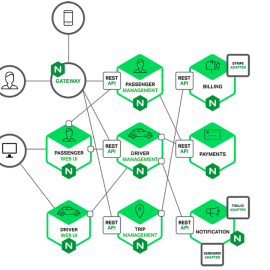 GATEWAY
REST
API
PASSENGER
MANAGEMENT
REST
API
BILLING
STRIPE
ADAPTER
PASSENGER
WEB UI
REST
API
DRIVER
MANAGEMENT
REST
API
PAYMENTS
DRIVER
WEB UI
REST
API
TRIP
MANAGEMENT
REST
API
NOTIFICATION
TWILIO
ADAPTER
SENDGRID
ADAPTER
N
N
N
N
N
N
N